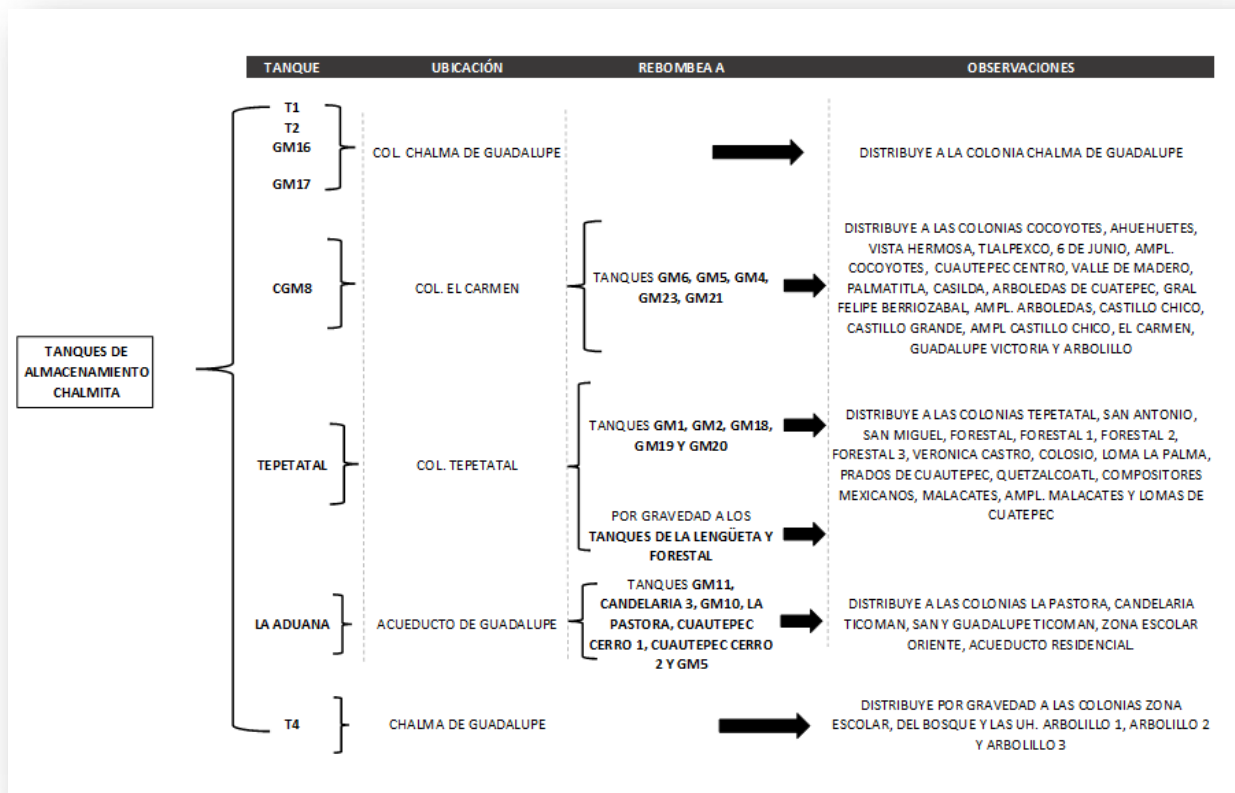 TANQUE UBICACIÓN REBOMBEA A OBSERVACIONES
TANQUES DE
ALMACENAMIENTO
CHALMITA
T1
T2
GM16
GM17
COL. CHALMA DE GUADALUPE
DISTRIBUYE A LA COLONIA CHALMA DE GUADALUPE
CGM8
COL. EL CARMEN
TANQUES GM6, GM5, GM4,
GM23, GM21
DISTRIBUYE A LAS COLONIAS COCOYOTES, AHUEHUETES,
VISTA HERMOSA, TLALPEXCO, 6 DE JUNIO, AMPL.
COCOYOTES, CUAUTEPEC CENTRO, VALLE DE MADERO,
PALMATITLA, CASILDA, ARBOLEDAS DE CUATEPEC, GRAL
FELIPE BERRIOZABAL, AMPL. ARBOLEDAS, CASTILLO CHICO,
CASTILLO GRANDE, AMPL CASTILLO CHICO, EL CARMEN,
GUADALUPE VICTORIA Y ARBOLILLO
TEPETATAL
COL. TEPETATAL
TANQUES GM1, GM2, GM18,
GM19 Y GM20
POR GRAVEDAD A LOS
TANQUES DE LA LENGÜETA Y
FORESTAL
DISTRIBUYE A LAS COLONIAS TEPETATAL, SAN ANTONIO,
SAN MIGUEL, FORESTAL, FORESTAL 1, FORESTAL 2,
FORESTAL 3, VERONICA CASTRO, COLOSIO, LOMA LA PALMA,
PRADOS DE CUAUTEPEC, QUETZALCOATL, COMPOSITORES
MEXICANOS, MALACATES, AMPL. MALACATES Y LOMAS DE
CUATEPEC
LA ADUANA
ACUEDUCTO DE GUADALUPE
TANQUES GM11,
CANDELARIA 3, GM10, LA
PASTORA, CUAUTEPEC
CERRO 1, CUAUTEPEC CERRO
2 Y GM5
DISTRIBUYE A LAS COLONIAS LA PASTORA, CANDELARIA
TICOMAN, SAN Y GUADALUPE TICOMAN, ZONA ESCOLAR
ORIENTE, ACUEDUCTO RESIDENCIAL
T4
CHALMA DE GUADALUPE
DISTRIBUYE POR GRAVEDAD A LAS COLONIAS ZONA
ESCOLAR, DEL BOSQUE Y LAS UH. ARBOLILLO 1, ARBOLILLO 2
Y ARBOLILLO 3